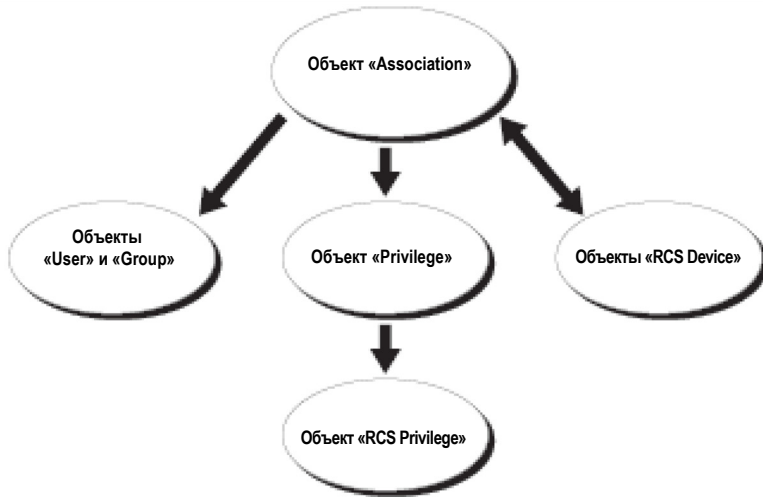 Объект «Association»
Объекты
«User» и «Group»
Объект «Privilege»
Объекты «RCS Device»
Объект «RCS Privilege»